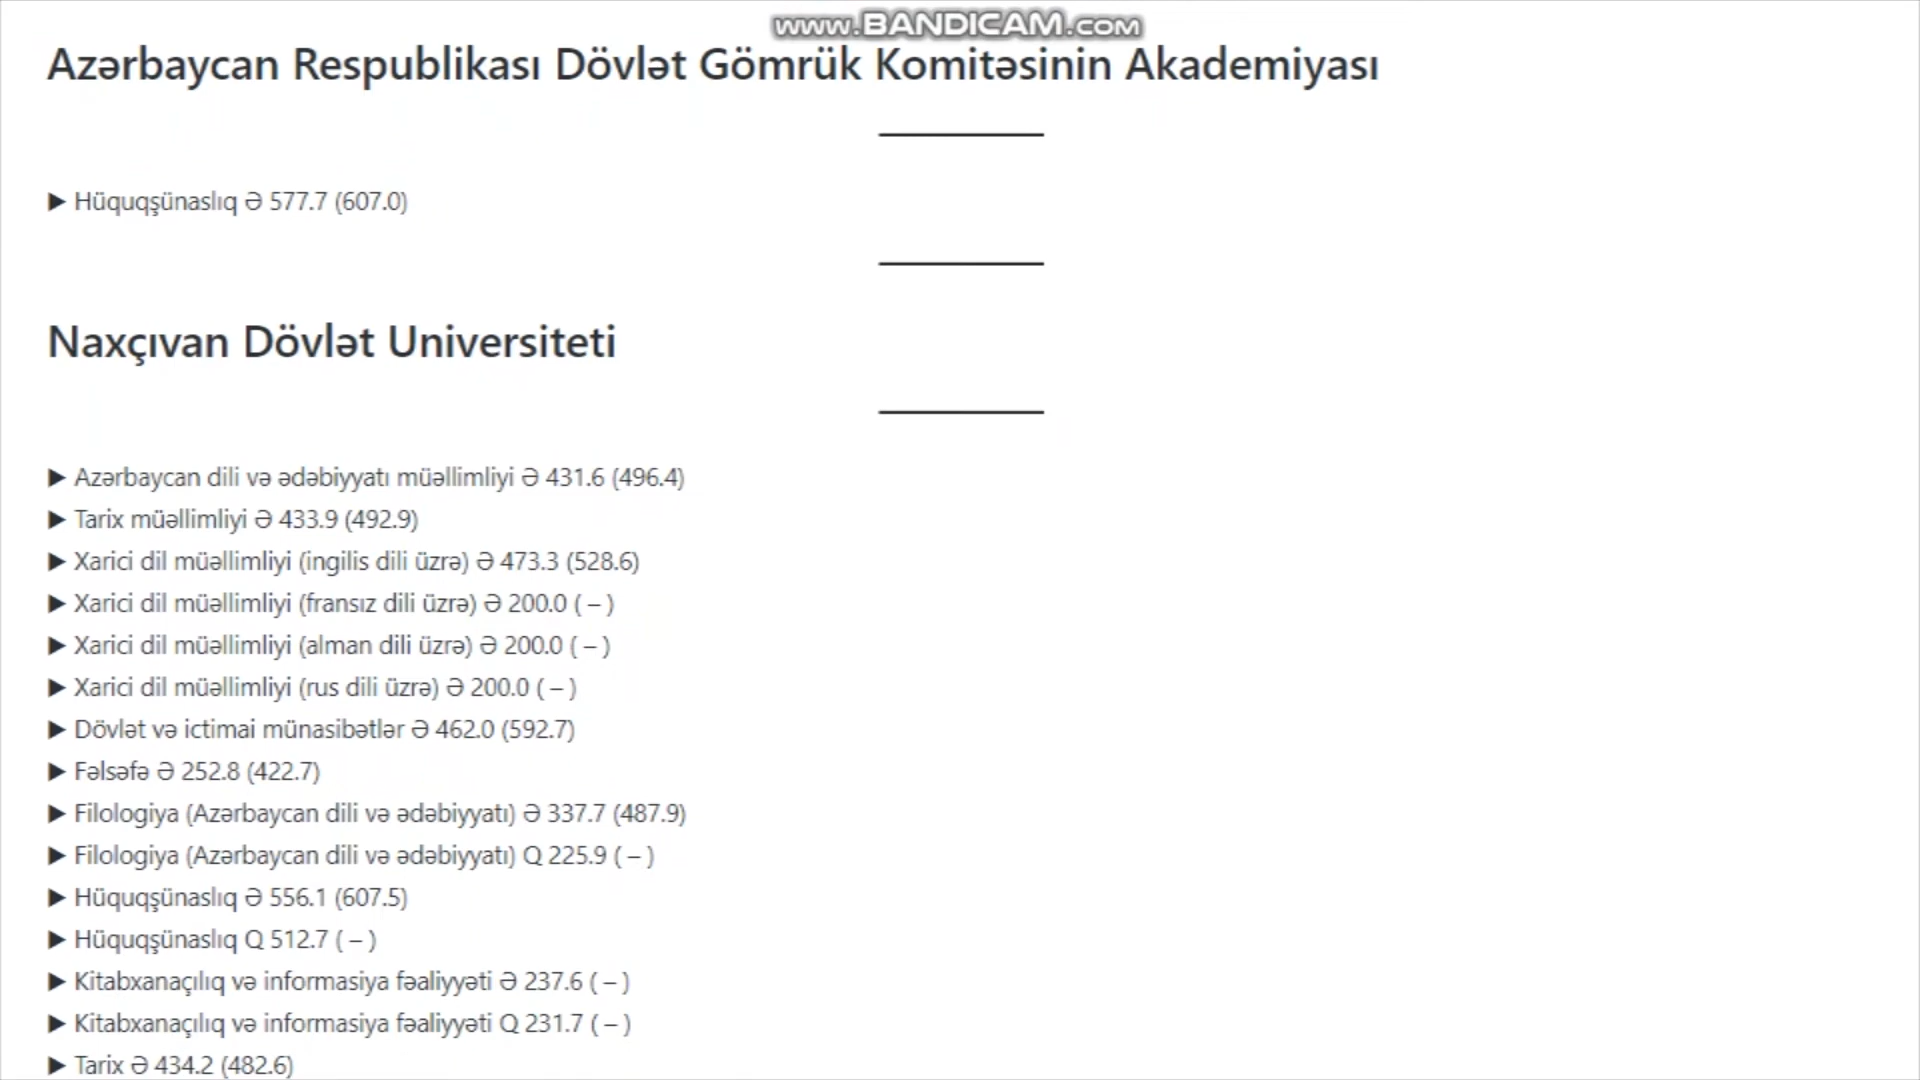 www.BANDICAM.com
Azərbaycan Respublikası Dövlət Gömrük Komitəsinin Akademiyası
▶ Hüquqşünaslıq Ə 577.7 (607.0)
Naxçıvan Dövlət Universiteti
▶ Azərbaycan dili və ədəbiyyatı müəllimliyi Ə 431.6 (496.4)
▶ Tarix müəllimliyi Ə 433.9 (492.9)
▶ Xarici dil müəllimliyi (ingilis dili üzrə) Ə 473.3 (528.6)
▶ Xarici dil müəllimliyi (fransız dili üzrə) Ə 200.0 ( – )
▶ Xarici dil müəllimliyi (alman dili üzrə) Ə 200.0 ( – )
▶ Xarici dil müəllimliyi (rus dili üzrə) Ə 200.0 ( – )
▶ Dövlət və ictimai münasibətlər Ə 462.0 (592.7)
▶ Fəlsəfə Ə 252.8 (422.7)
▶ Filologiya (Azərbaycan dili və ədəbiyyatı) Ə 337.7 (487.9)
▶ Filologiya (Azərbaycan dili və ədəbiyyatı) Q 225.9 ( – )
▶ Hüquqşünaslıq Ə 556.1 (607.5)
▶ Hüquqşünaslıq Q 512.7 ( – )
▶ Kitabxanaçılıq və informasiya fəaliyyəti Ə 237.6 ( – )
▶ Kitabxanaçılıq və informasiya fəaliyyəti Q 231.7 ( – )
▶ Tarix Ə 434.2 (482.6)